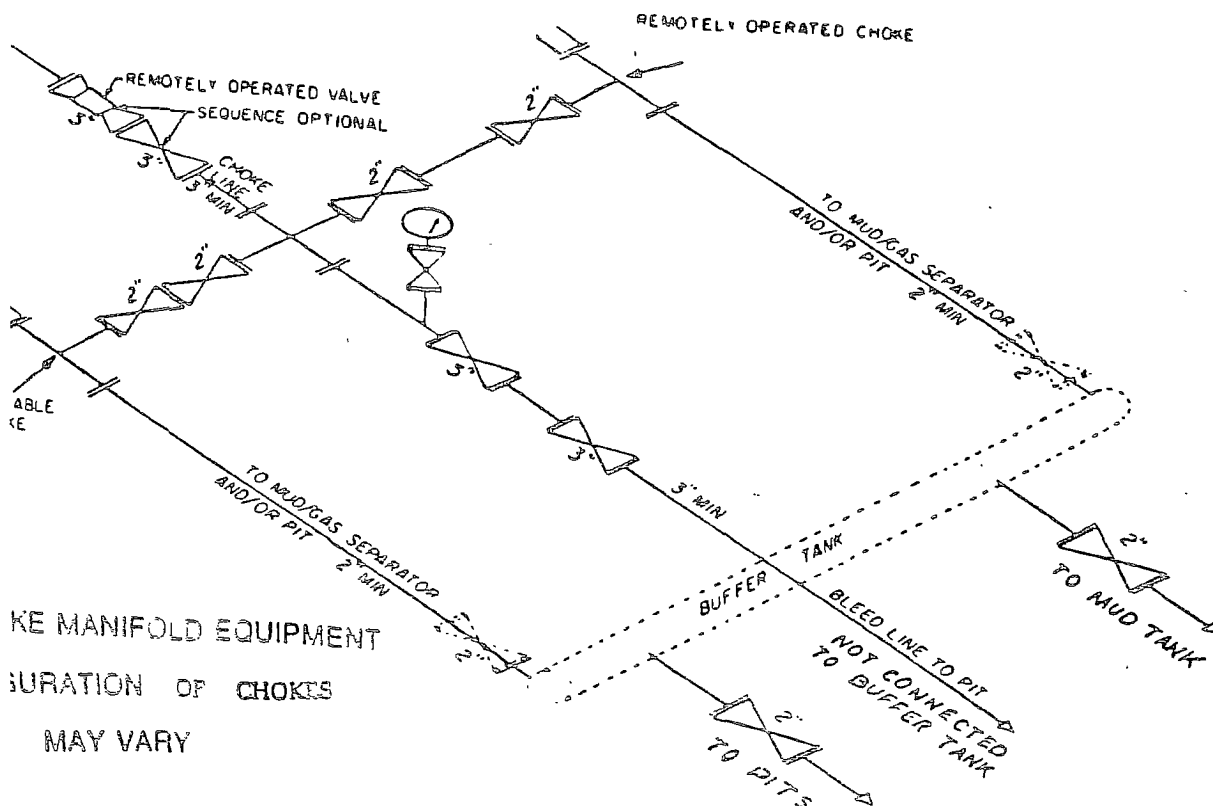 REMOTELY OPERATED CHOKE
REMOTELY OPERATED VALVE
SEQUENCE OPTIONAL
3"
3"
CHOKE
LINE
3 MIN
2"
2"
2"
2"
TO MUD/GAS SEPARATOR
AND/OR PIT
2" MIN
2"
3"
3"
3" MIN
ABLE
KE
TO MUD/GAS SEPARATOR
AND/OR PIT
2" MIN
2"
BUFFER TANK
2"
TO MUD TANK
BLEED LINE TO PIT
NOT CONNECTED
TO BUFFER TANK
2"
TO PITS
KE MANIFOLD EQUIPMENT
GURATION OF CHOKES
MAY VARY